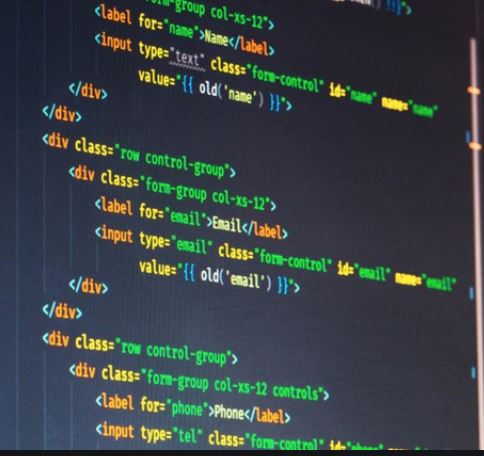 form-group col-xs-12">
<label for="name">Name</label>
<input type="text" class="form-control" id="name" name="name"
value="{{ old('name') }}">
</div>
</div>
<div class="row control-group">
<div class="form-group col-xs-12">
<label for="email">Email</label>
<input type="email" class="form-control" id="email" name="email"
value="{{ old('email') }}">
</div>
</div>
<div class="row control-group">
<div class="form-group col-xs-12 controls">
<label for="phone">Phone</label>
<input type="tel" class="form-control"